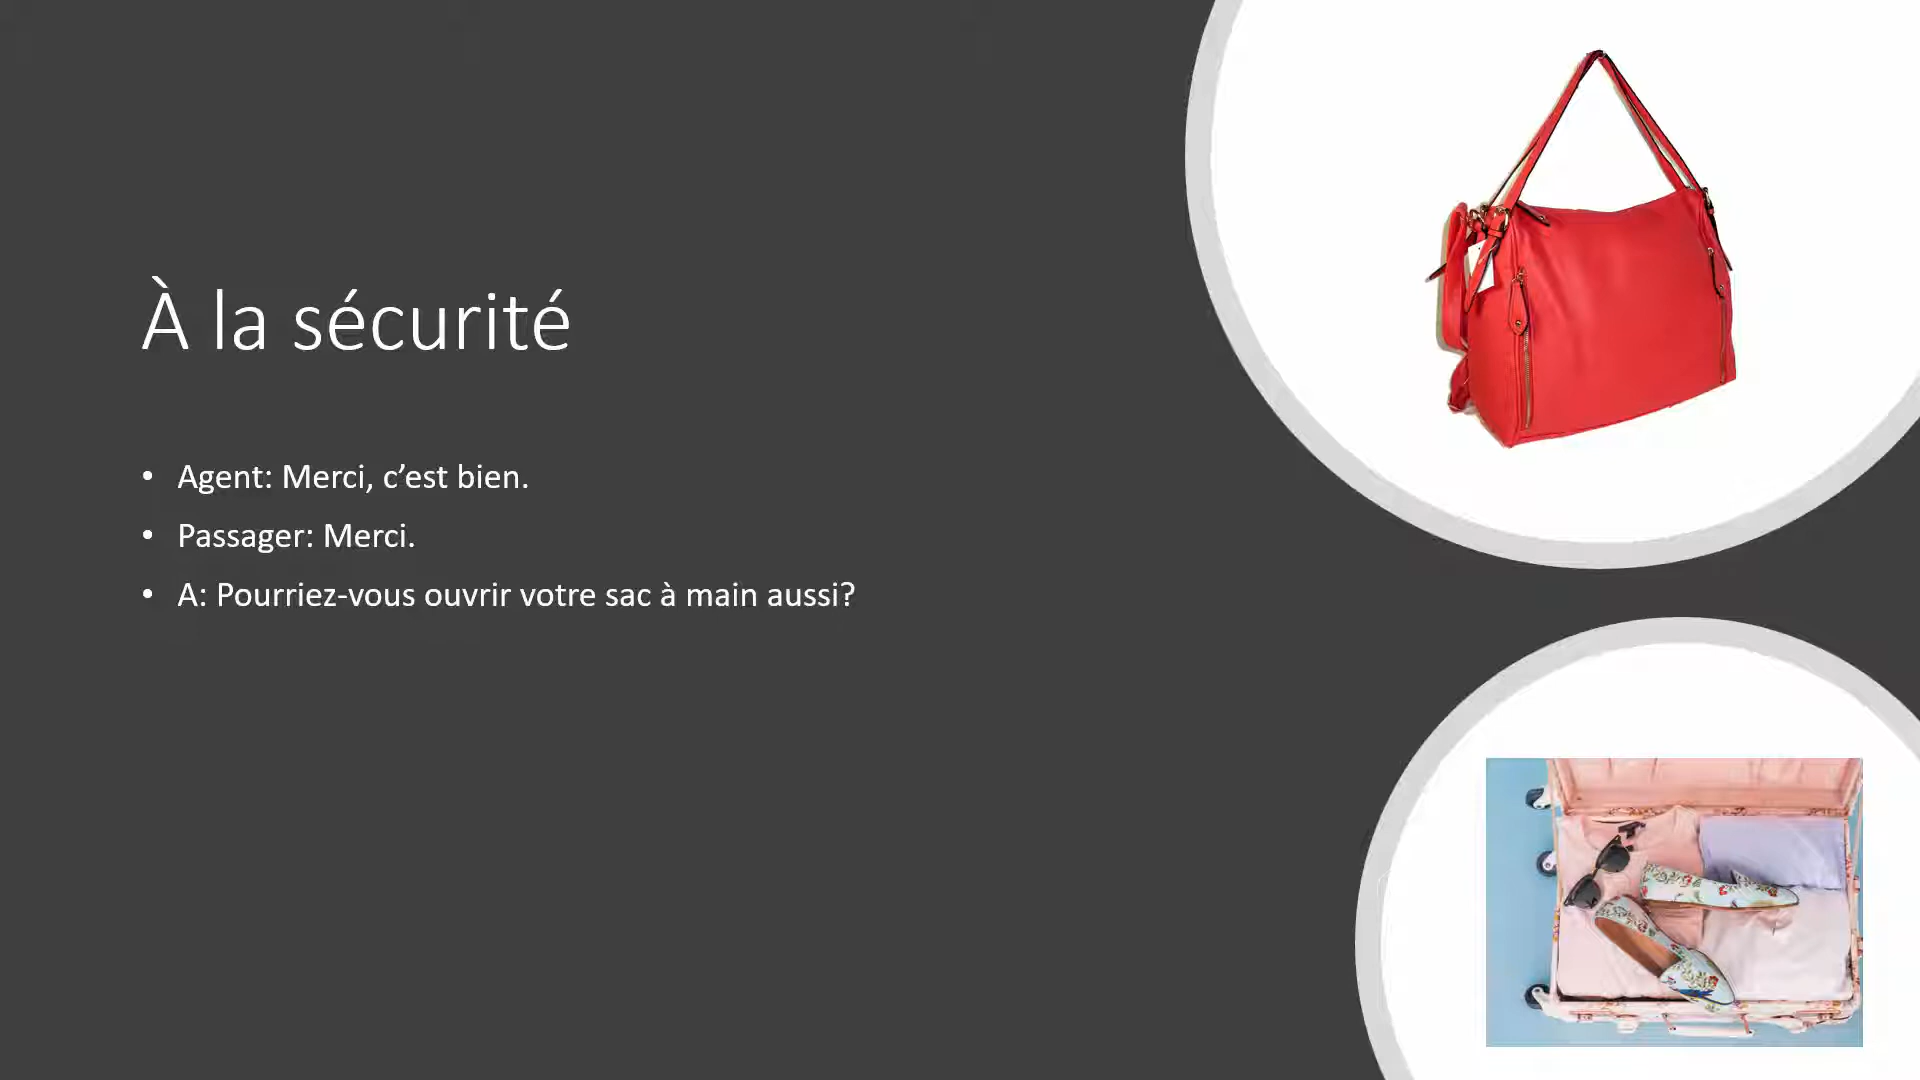 À la sécurité
• Agent: Merci, c’est bien.
• Passager: Merci.
• A: Pourriez-vous ouvrir votre sac à main aussi?